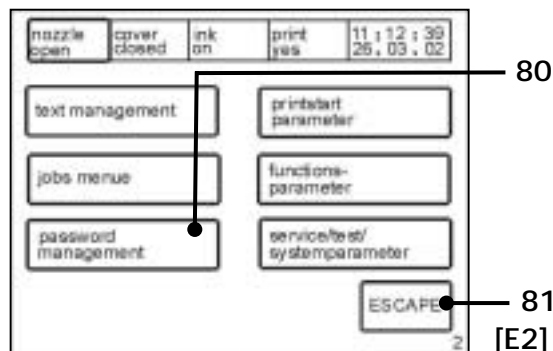 nozzle open cover closed ink on print yes 11:12:39 26.03.02
80
text management printstart parameter
jobs menue functions-parameter
password management service/test/systemparameter
ESCAPE 81
2 [E2]